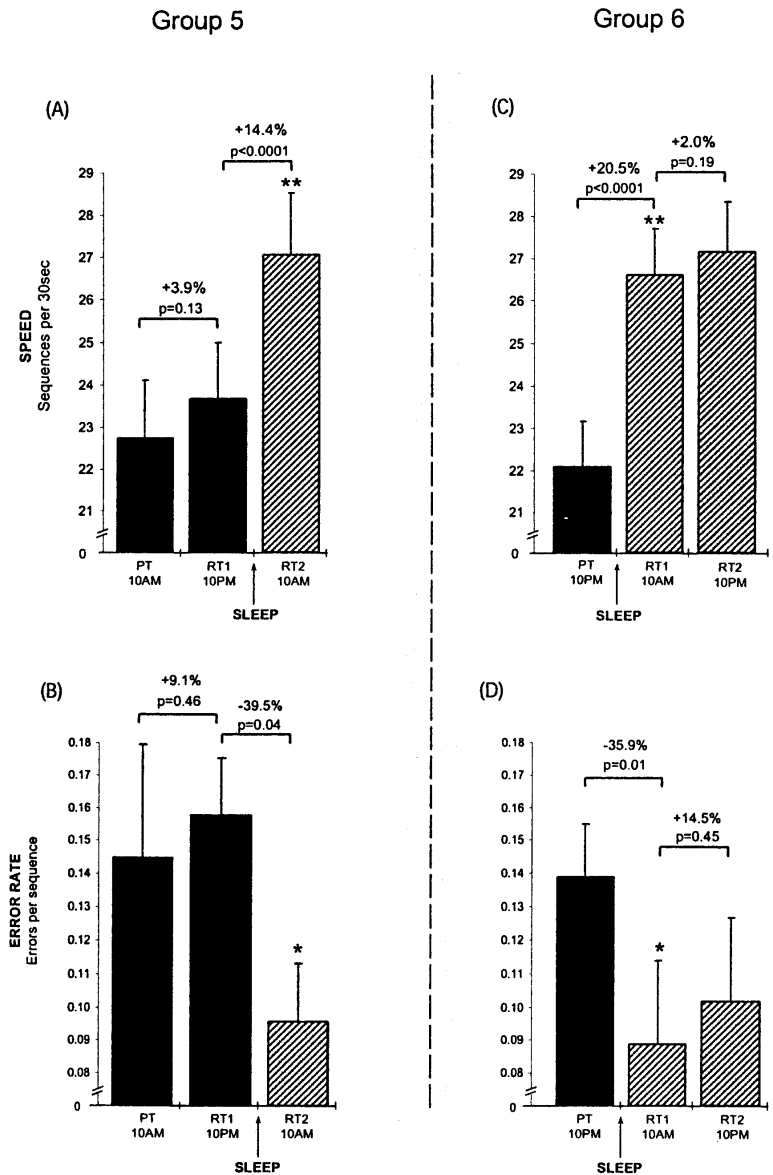 Group 5
Group 6
(A)
+14.4%
p<0.0001
**
+3.9%
p=0.13
SPEED
Sequences per 30sec
29
28
27
26
25
24
23
22
21
0
PT
10AM
RT1
10PM
RT2
10AM
SLEEP
(C)
+2.0%
p=0.19
+20.5%
p<0.0001
**
29
28
27
26
25
24
23
22
21
0
PT
10PM
RT1
10AM
RT2
10PM
SLEEP
(B)
+9.1%
p=0.46
-39.5%
p=0.04
*
ERROR RATE
Errors per sequence
0.18
0.17
0.16
0.15
0.14
0.13
0.12
0.11
0.10
0.09
0.08
0
PT
10AM
RT1
10PM
RT2
10AM
SLEEP
(D)
-35.9%
p=0.01
+14.5%
p=0.45
*
0.18
0.17
0.16
0.15
0.14
0.13
0.12
0.11
0.10
0.09
0.08
0
PT
10PM
RT1
10AM
RT2
10PM
SLEEP